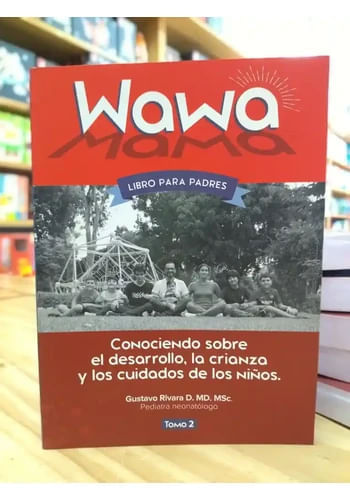 Wawa
MAMA
LIBRO PARA PADRES
Conociendo sobre
el desarrollo, la crianza
y los cuidados de los niños.
Gustavo Rivara D. MD. MSc.
Pediatra neonatólogo
Tomo 2